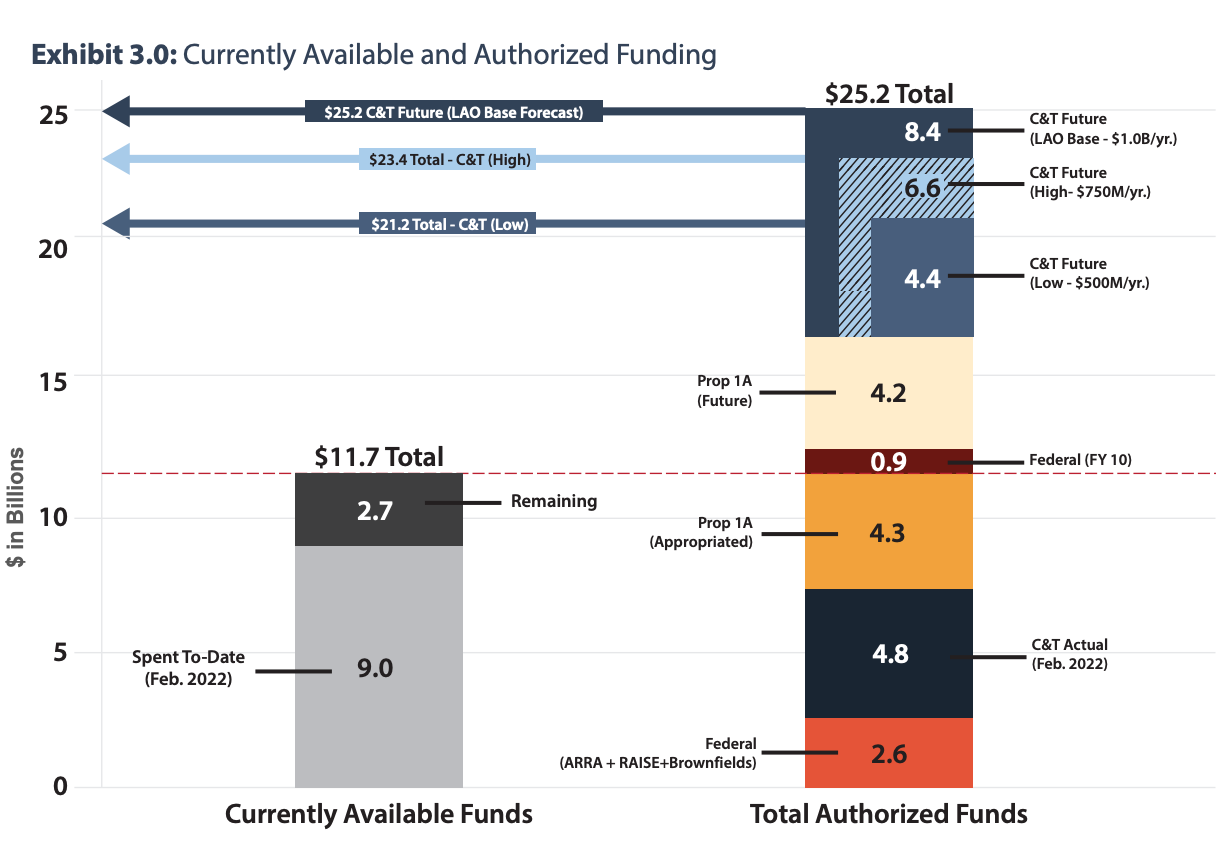 Exhibit 3.0: Currently Available and Authorized Funding
$25.2 Total
25
$25.2 C&T Future (LAO Base Forecast)
8.4
C&T Future
(LAO Base - $1.0B/yr.)
$23.4 Total - C&T (High)
6.6
C&T Future
(High- $750M/yr.)
$21.2 Total - C&T (Low)
20
4.4
C&T Future
(Low - $500M/yr.)
15
Prop 1A
(Future)
4.2
$11.7 Total
0.9
Federal (FY 10)
2.7
Remaining
10
Prop 1A
(Appropriated)
4.3
$ in Billions
5
Spent To-Date
(Feb. 2022)
9.0
4.8
C&T Actual
(Feb. 2022)
Federal
(ARRA + RAISE+Brownfields)
2.6
0
Currently Available Funds
Total Authorized Funds